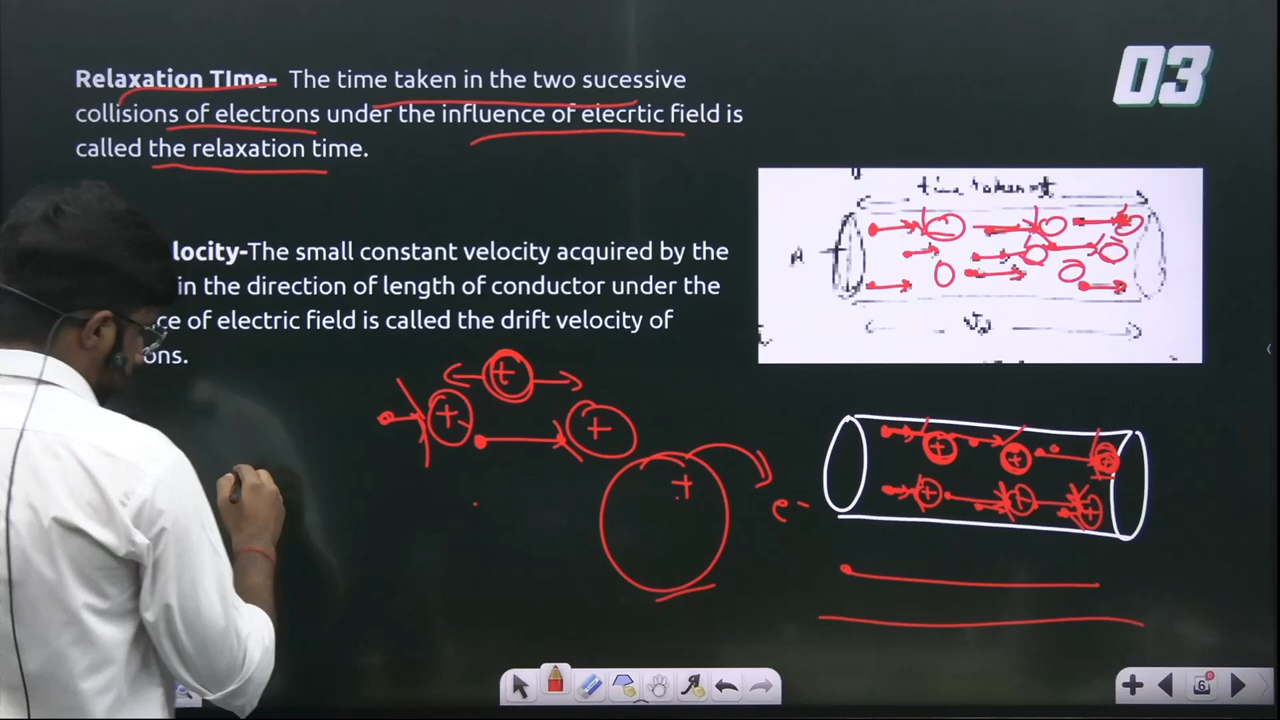 03
Relaxation TIme- The time taken in the two sucessive
collisions of electrons under the influence of elecrtic field is
called the relaxation time.
time taken
locity-The small constant velocity acquired by the
in the direction of length of conductor under the
ce of electric field is called the drift velocity of
ons.
A
+
+
+
+
e-
+
+
+
+
+
6